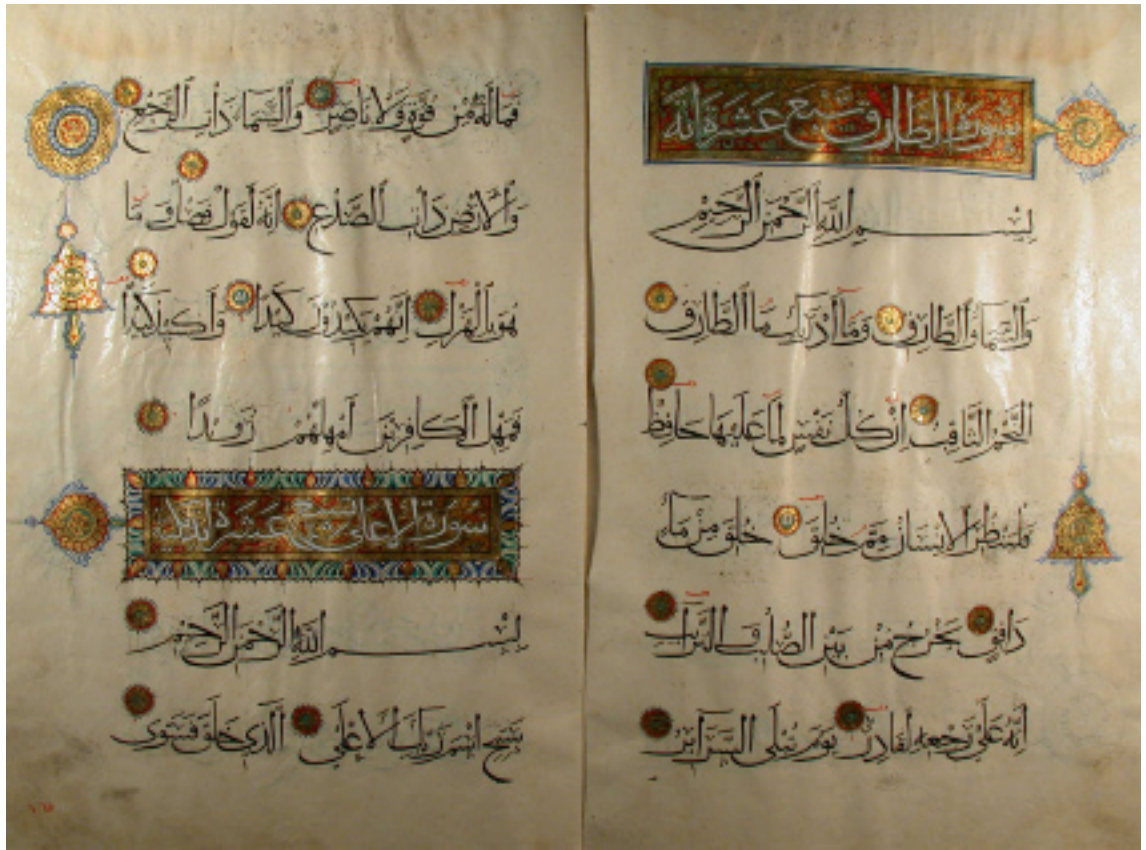 سورة الطارق سبع عشرة آية
بسم الله الرحمن الرحيم
والسماء والطارق وما أدريك ما الطارق
النجم الثاقب إن كل نفس لما عليها حافظ
فلينظر الإنسان مم خلق خلق من ماء
دافق يخرج من بين الصلب والترائب
إنه على رجعه لقادر يوم تبلى السرائر
فما له من قوة ولا ناصر والسماء ذات الرجع
والأرض ذات الصدع إنه لقول فصل وما
هو بالهزل إنهم يكيدون كيدا وأكيد كيدا
فمهل الكافرين أمهلهم رويدا
سورة الأعلى تسع عشرة آية
بسم الله الرحمن الرحيم
سبح اسم ربك الأعلى الذي خلق فسوى